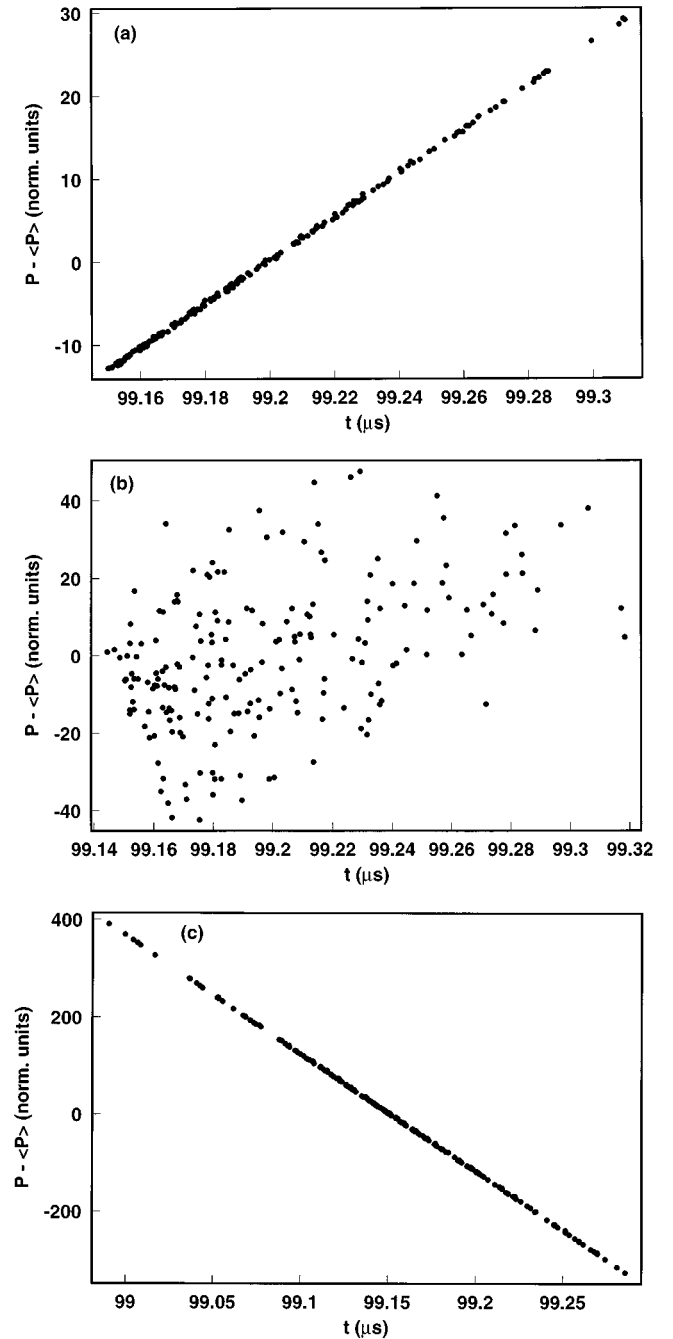 (a)
30
20
10
0
-10
P - <P> (norm. units)
99.16 99.18 99.2 99.22 99.24 99.26 99.28 99.3
t (μs)
(b)
40
20
0
-20
-40
P - <P> (norm. units)
99.14 99.16 99.18 99.2 99.22 99.24 99.26 99.28 99.3 99.32
t (μs)
(c)
400
200
0
-200
P - <P> (norm. units)
99 99.05 99.1 99.15 99.2 99.25
t (μs)